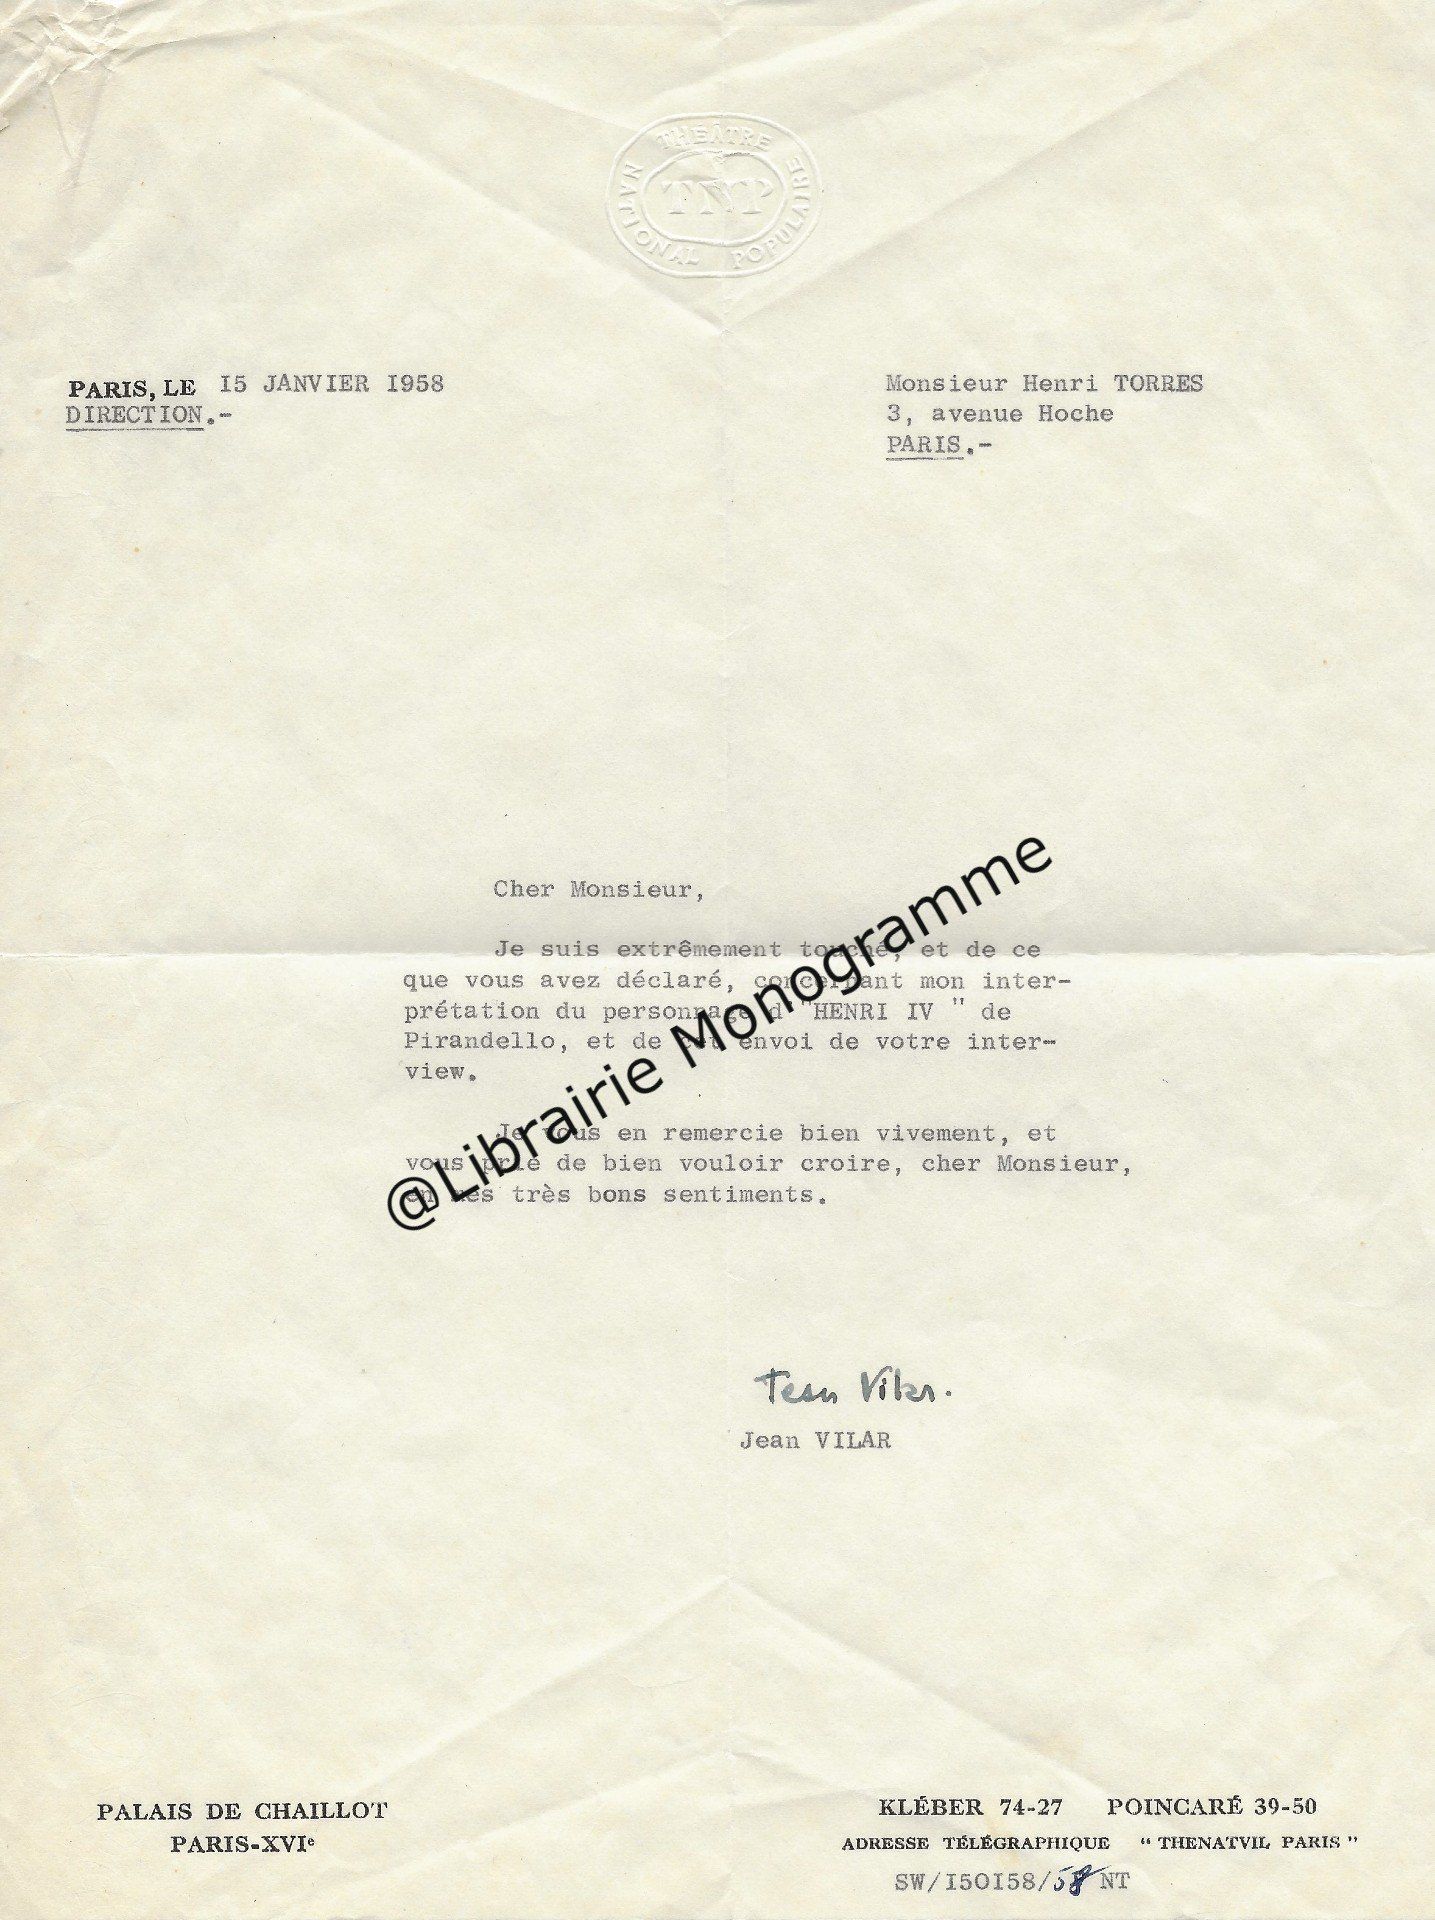 THÉÂTRE NATIONAL POPULAIRE
TNP
PARIS, LE 15 JANVIER 1958
DIRECTION.-
Monsieur Henri TORRES
3, avenue Hoche
PARIS.-
Cher Monsieur,
Je suis extrêmement touché, et de ce
que vous avez déclaré, concernant mon inter-
prétation du personnage d "HENRI IV " de
Pirandello, et de cet envoi de votre inter-
view.
Je vous en remercie bien vivement, et
vous prie de bien vouloir croire, cher Monsieur,
en mes très bons sentiments.
@Librairie Monogramme
Jean Vilar.
Jean VILAR
PALAIS DE CHAILLOT
PARIS-XVIe
KLÉBER 74-27 POINCARÉ 39-50
ADRESSE TÉLÉGRAPHIQUE " THENATVIL PARIS "
SW/I50I58/58 NT